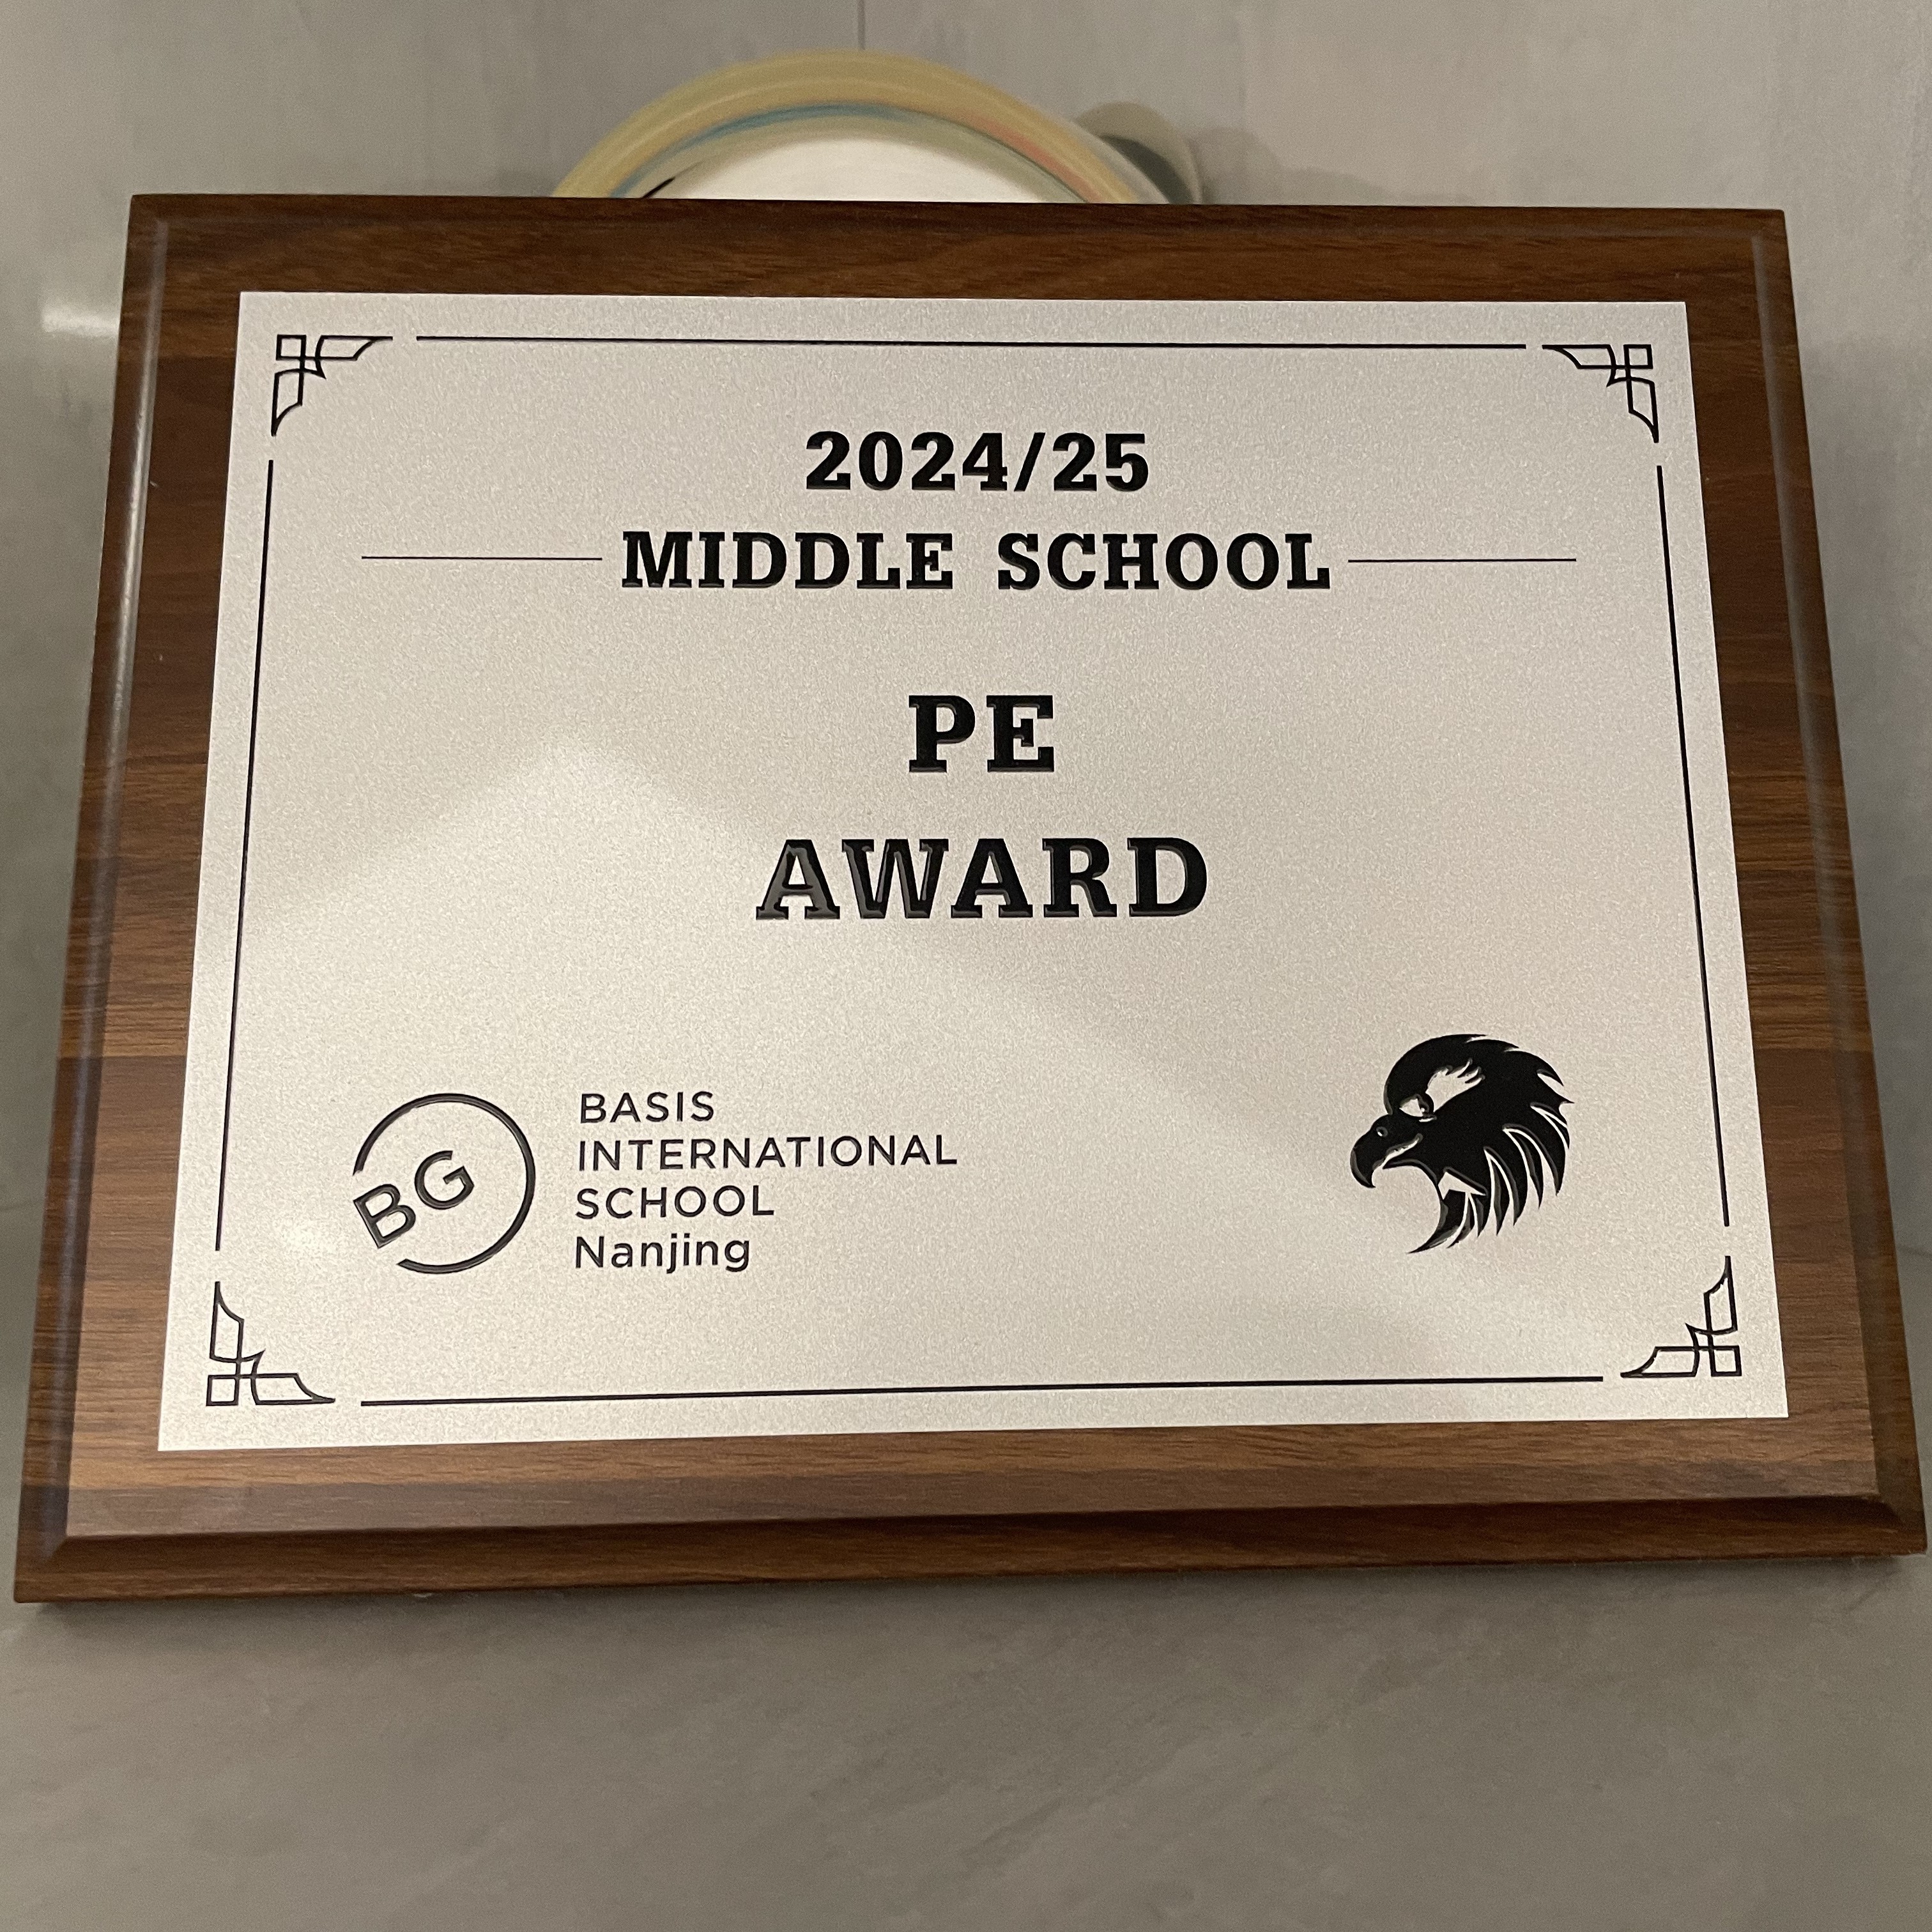 2024/25
MIDDLE SCHOOL
PE
AWARD
BG
BASIS
INTERNATIONAL
SCHOOL
Nanjing